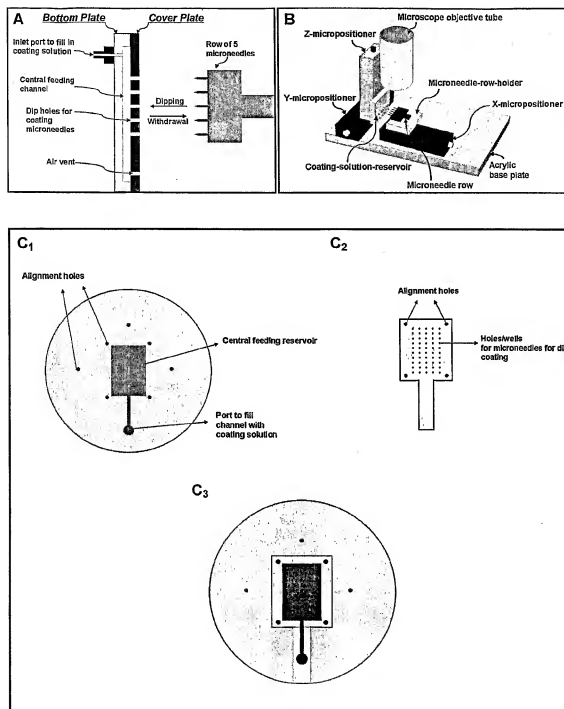 A
Bottom Plate
Cover Plate
Inlet port to fill in
coating solution
Central feeding
channel
Dip holes for
coating
microneedles
Air vent
Row of 5
microneedles
Dipping
Withdrawal
B
Microscope objective tube
Z-micropositioner
Y-micropositioner
Microneedle-row-holder
X-micropositioner
Coating-solution-reservoir
Microneedle row
Acrylic
base plate
C1
Alignment holes
Central feeding reservoir
Port to fill
channel with
coating solution
C2
Alignment holes
Holes/wells
for microneedles for di
coating
C3